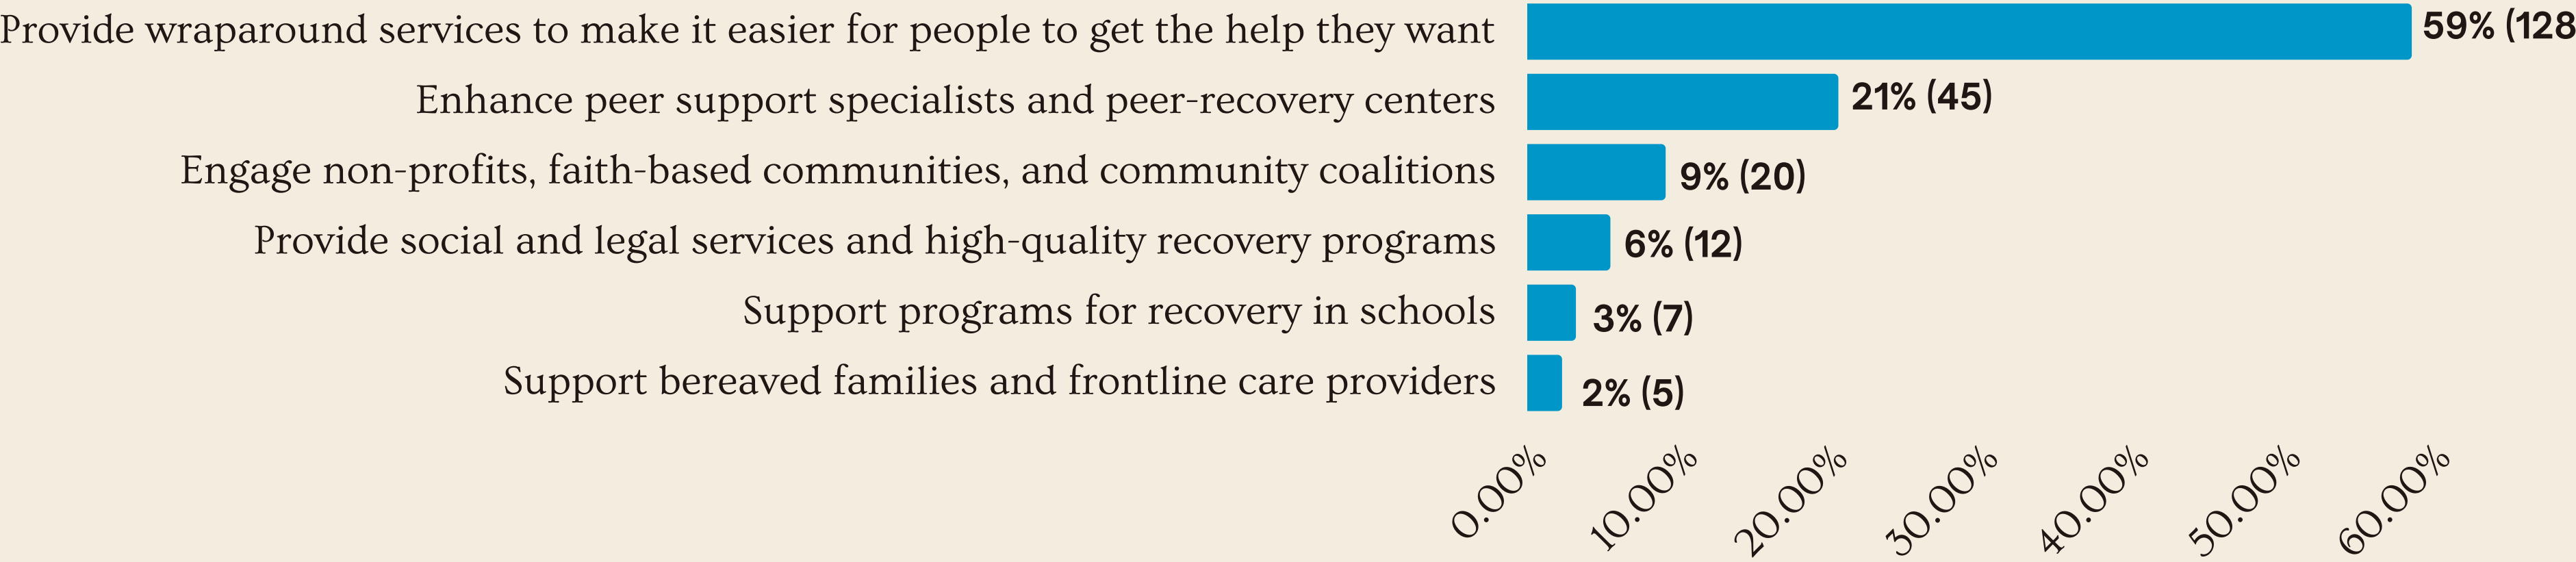 Provide wraparound services to make it easier for people to get the help they want 59% (128
Enhance peer support specialists and peer-recovery centers 21% (45)
Engage non-profits, faith-based communities, and community coalitions 9% (20)
Provide social and legal services and high-quality recovery programs 6% (12)
Support programs for recovery in schools 3% (7)
Support bereaved families and frontline care providers 2% (5)
0.00% 10.00% 20.00% 30.00% 40.00% 50.00% 60.00%